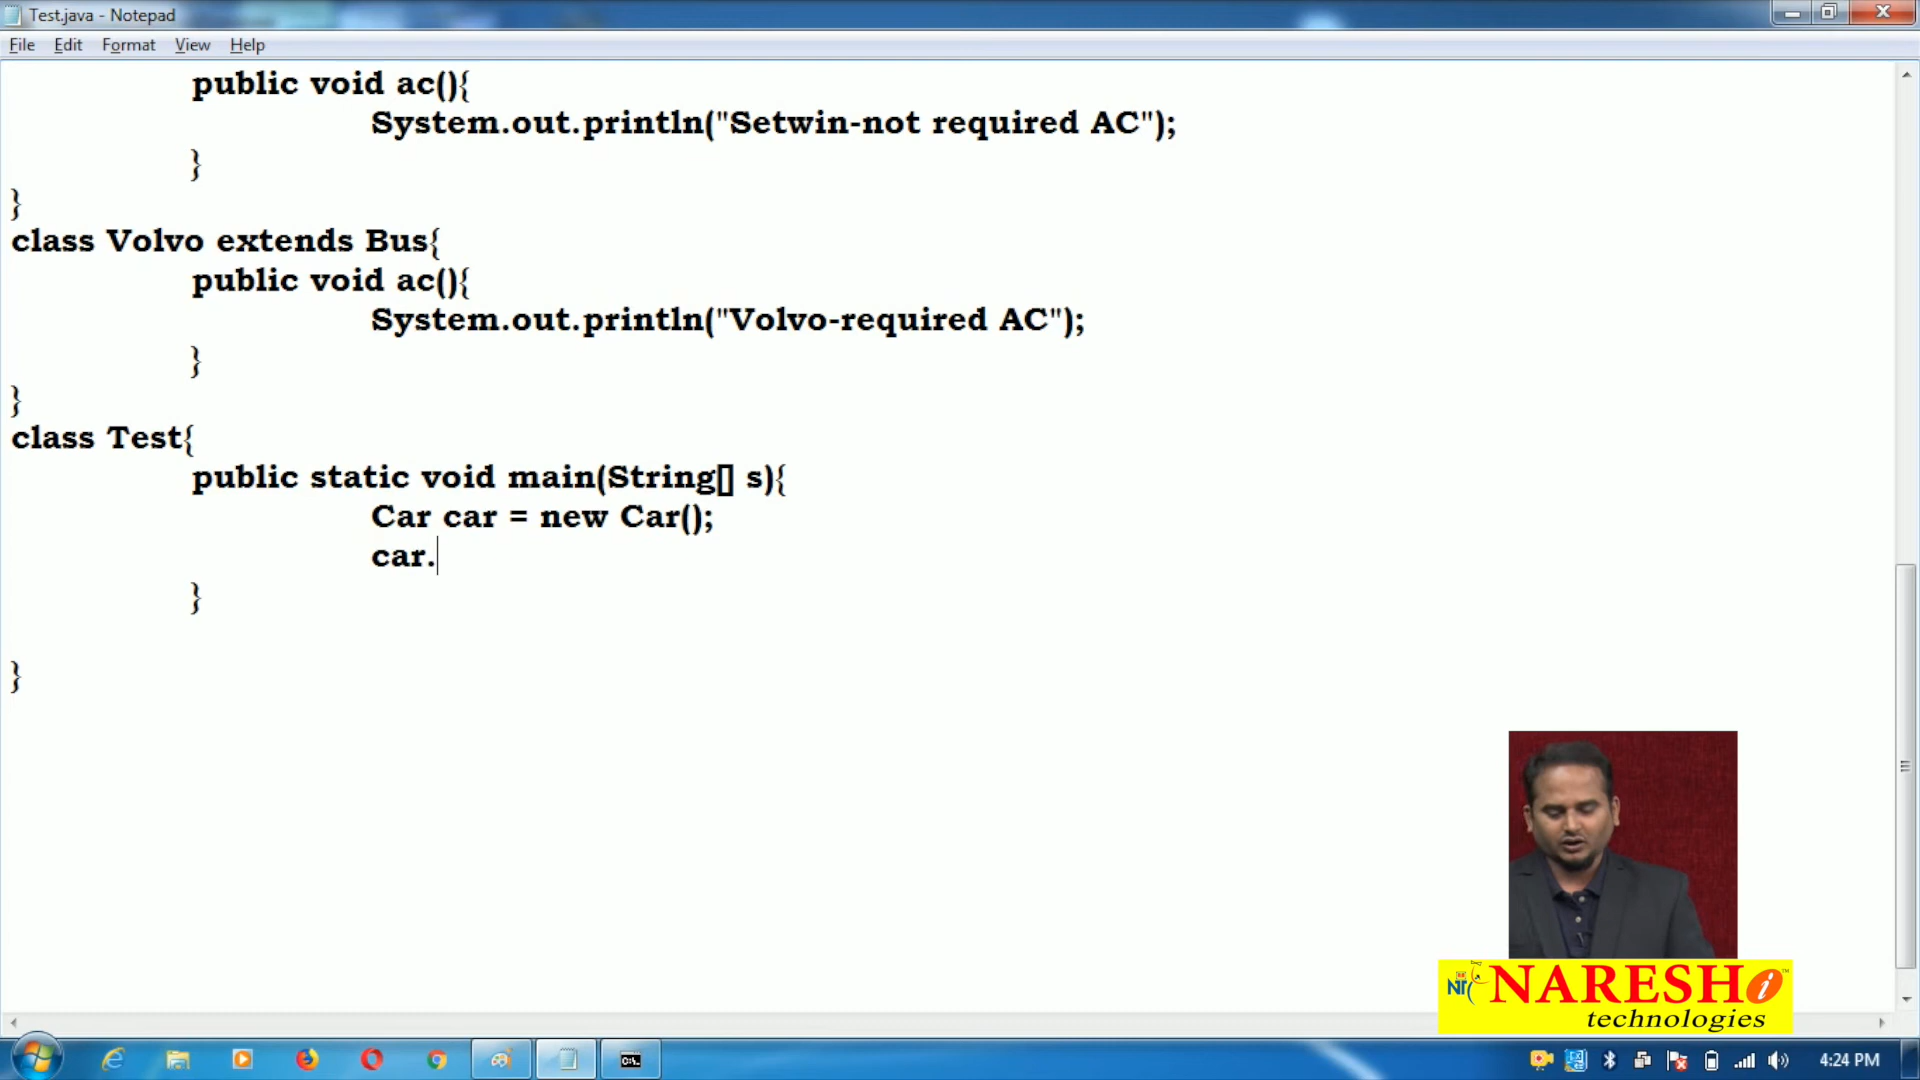 Test.java - Notepad
File Edit Format View Help
public void ac(){
System.out.println("Setwin-not required AC");
}
}
class Volvo extends Bus{
public void ac(){
System.out.println("Volvo-required AC");
}
}
class Test{
public static void main(String[] s){
Car car = new Car();
car.
}
}
NARESH i
technologies
4:24 PM